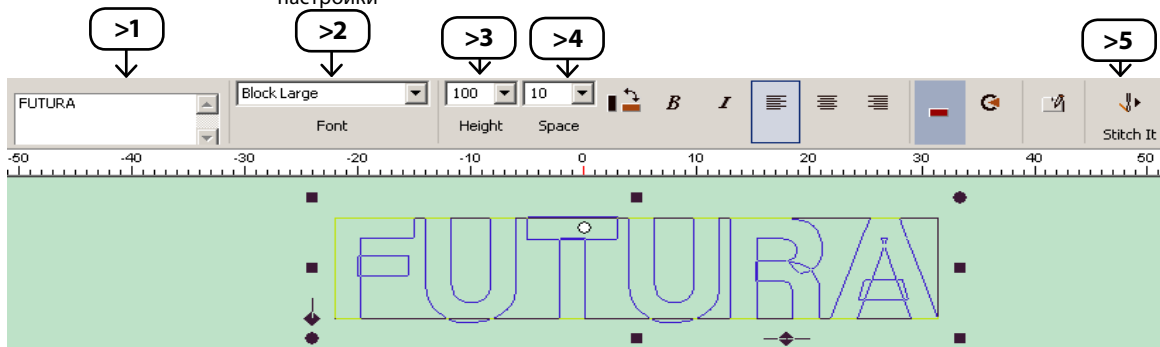 настройки
>1
>2
>3
>4
>5
FUTURA
Block Large
100
10
B
I
Font
Height
Space
Stitch It
-50 -40 -30 -20 -10 0 10 20 30 40 50
FUTURA